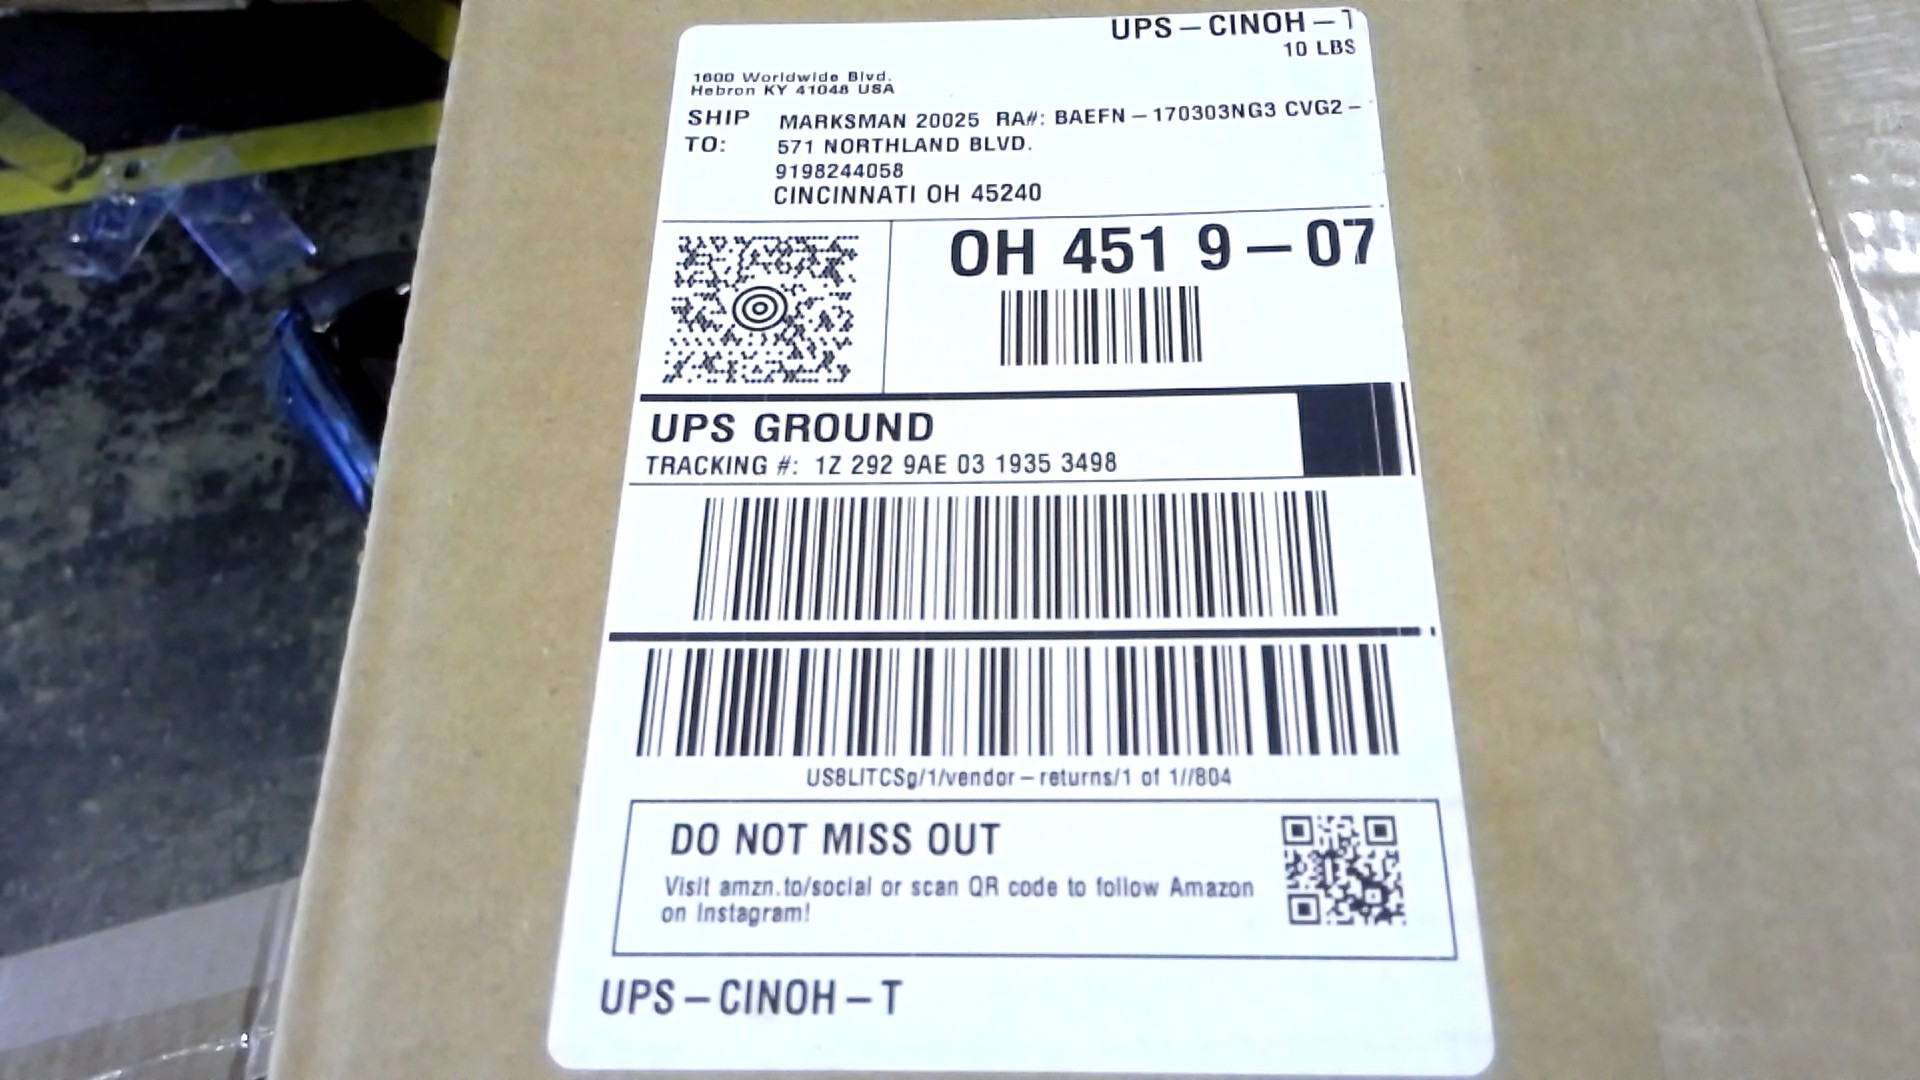 UPS-CINOH-T
10 LBS
1600 Worldwide Blvd.
Hebron KY 41048 USA
SHIP TO:
MARKSMAN 20025 RA#: BAEFN-170303NG3 CVG2-
571 NORTHLAND BLVD.
9198244058
CINCINNATI OH 45240
OH 451 9-07
UPS GROUND
TRACKING #: 1Z 292 9AE 03 1935 3498
USBLITCSg/1/vendor-returns/1 of 1//804
DO NOT MISS OUT
Visit amzn.to/social or scan QR code to follow Amazon
on Instagram!
UPS-CINOH-T